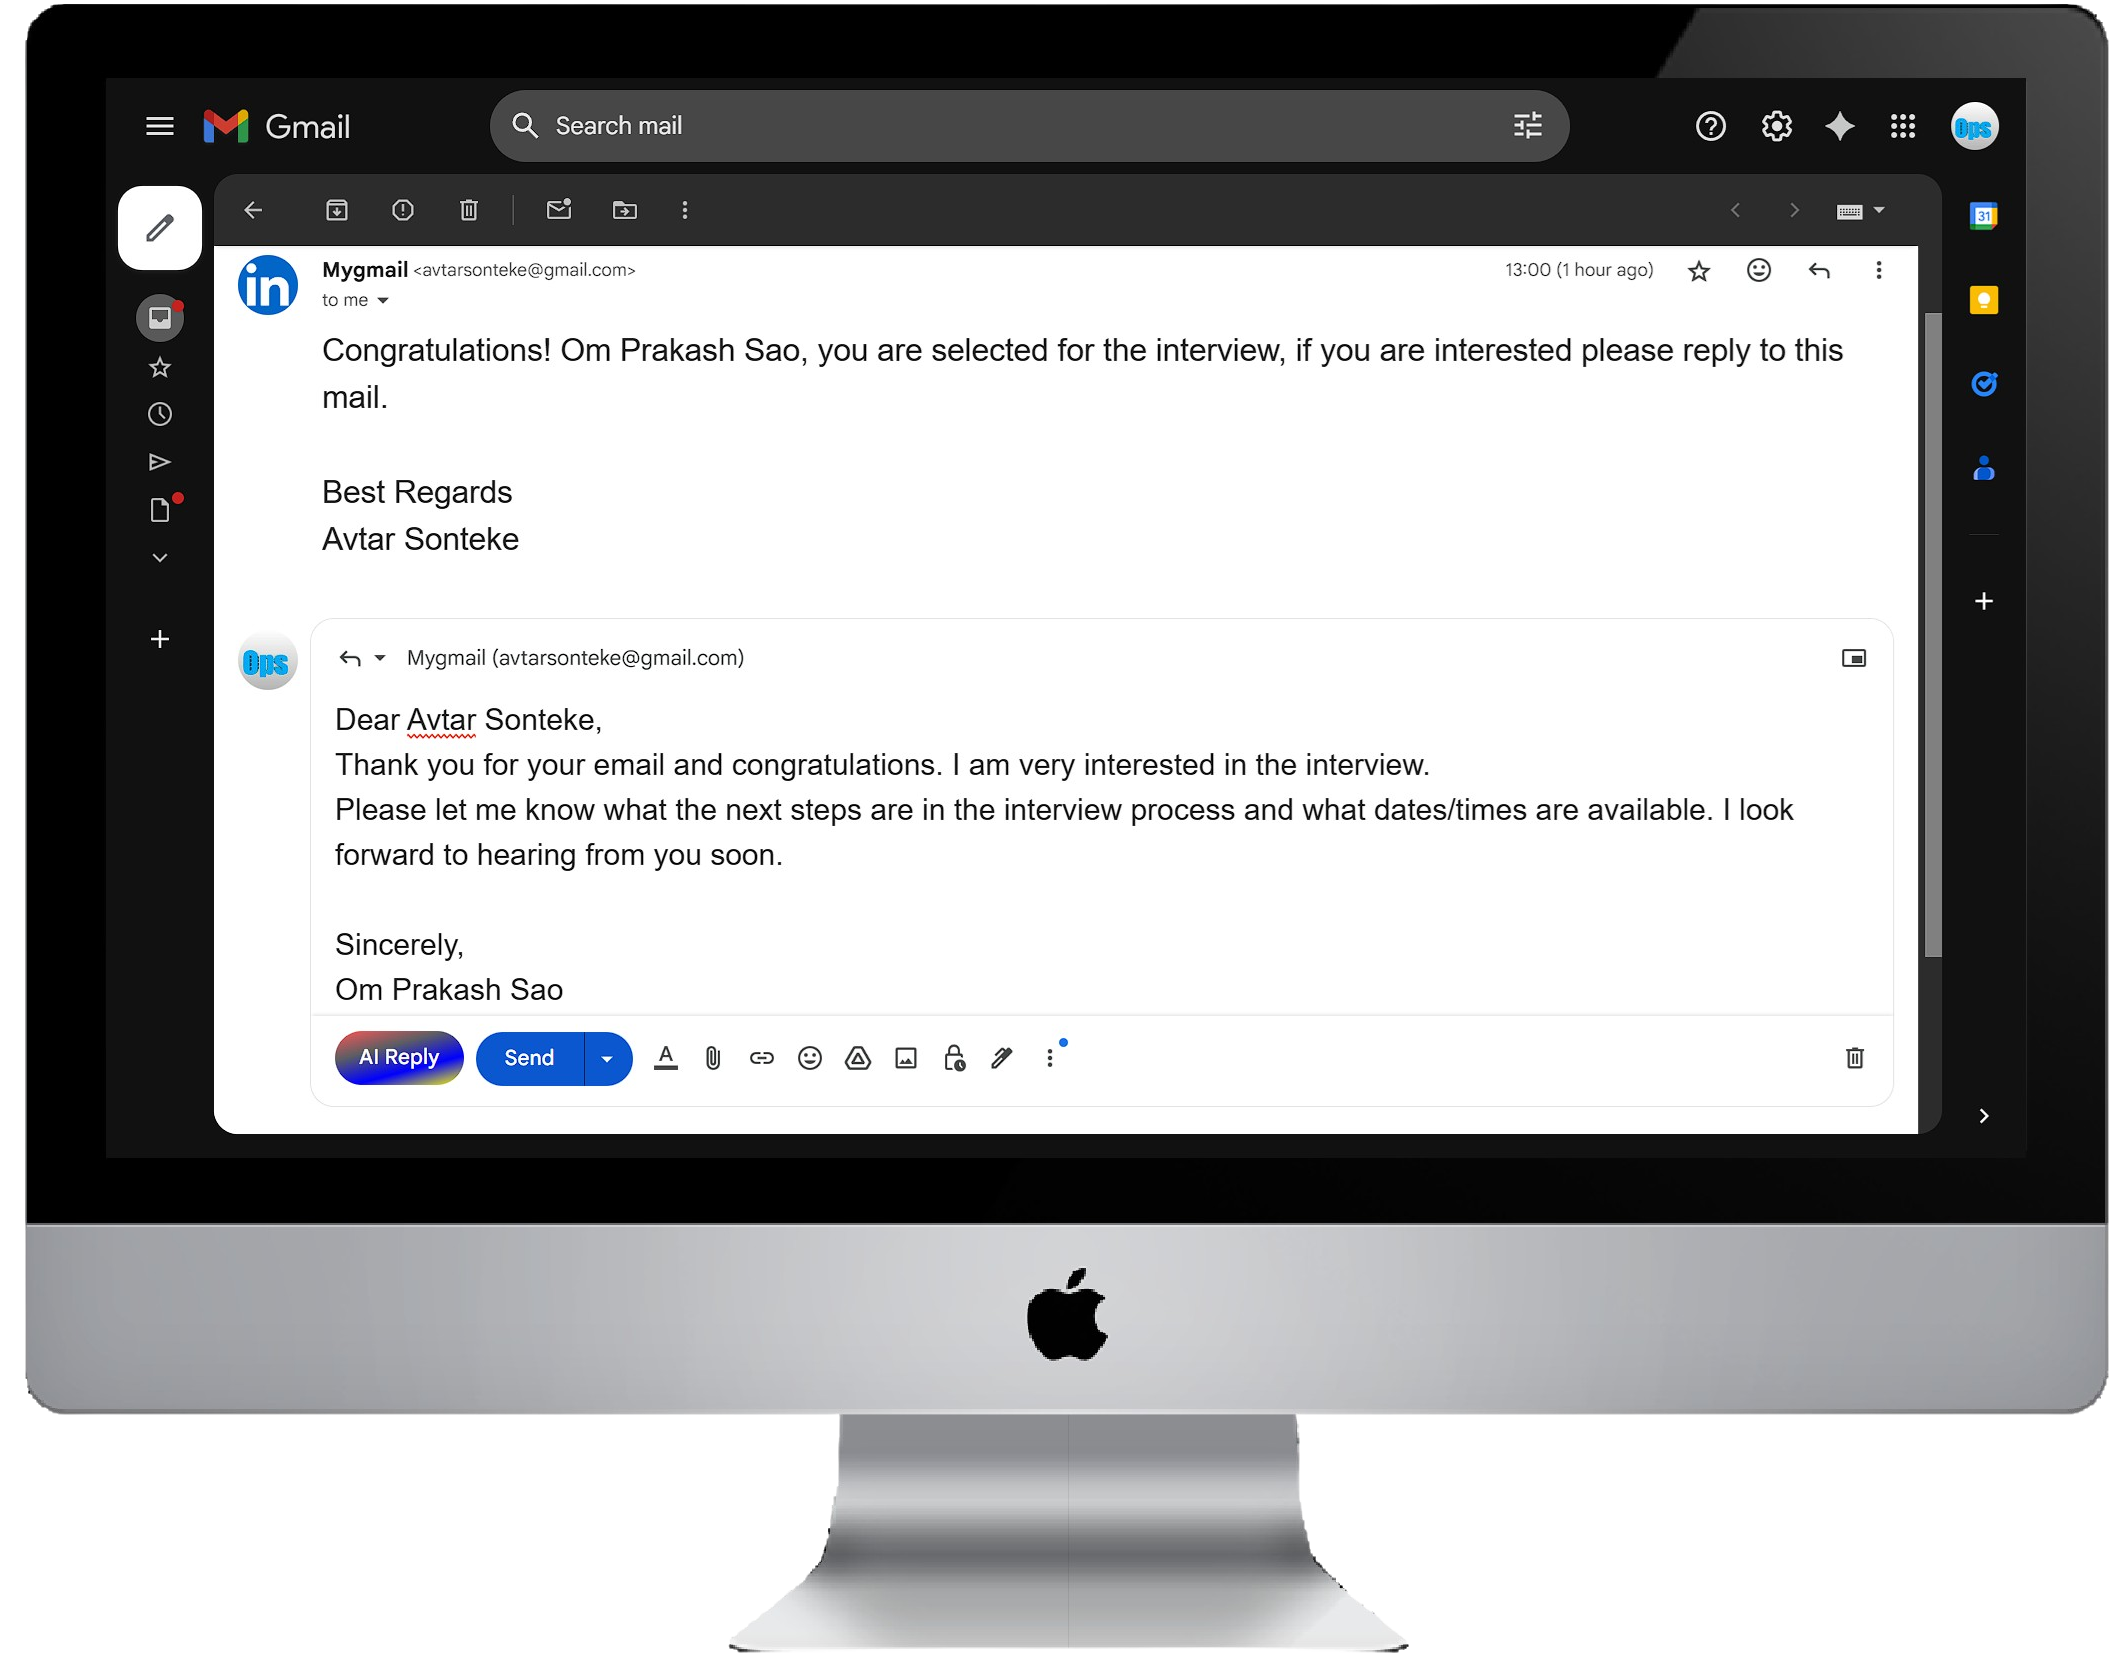 Gmail
Search mail
Ops
31
in
Mygmail <avtarsonteke@gmail.com>
13:00 (1 hour ago)
to me
Congratulations! Om Prakash Sao, you are selected for the interview, if you are interested please reply to this
mail.
Best Regards
Avtar Sonteke
Ops
Mygmail (avtarsonteke@gmail.com)
Dear Avtar Sonteke,
Thank you for your email and congratulations. I am very interested in the interview.
Please let me know what the next steps are in the interview process and what dates/times are available. I look
forward to hearing from you soon.
Sincerely,
Om Prakash Sao
AI Reply
Send